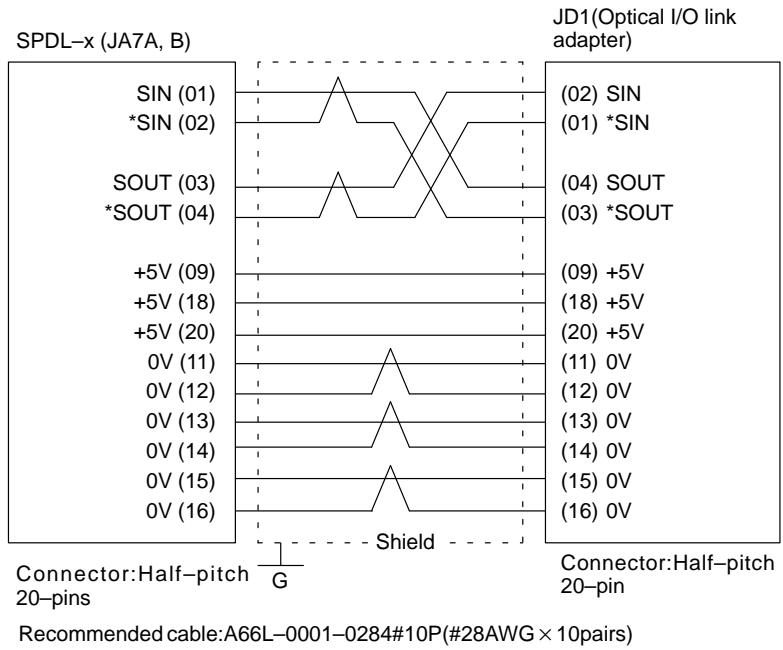 SPDL–x (JA7A, B)
JD1(Optical I/O link
adapter)
SIN (01)
*SIN (02)
SOUT (03)
*SOUT (04)
+5V (09)
+5V (18)
+5V (20)
0V (11)
0V (12)
0V (13)
0V (14)
0V (15)
0V (16)
(02) SIN
(01) *SIN
(04) SOUT
(03) *SOUT
(09) +5V
(18) +5V
(20) +5V
(11) 0V
(12) 0V
(13) 0V
(14) 0V
(15) 0V
(16) 0V
Shield
G
Connector:Half–pitch
20–pins
Connector:Half–pitch
20–pin
Recommended cable:A66L–0001–0284#10P(#28AWG × 10pairs)